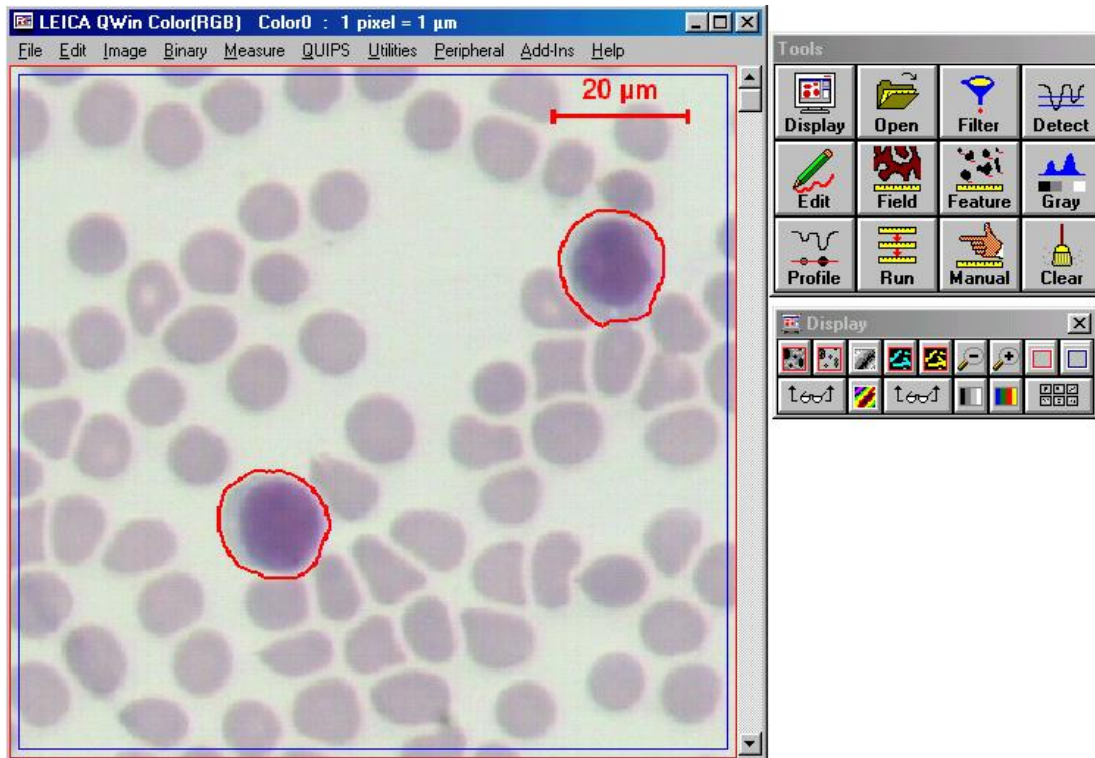 LEICA QWin Color(RGB) Color0 : 1 pixel = 1 µm
File Edit Image Binary Measure QUIPS Utilities Peripheral Add-Ins Help
20 µm
Tools
Display Open Filter Detect
Edit Field Feature Gray
Profile Run Manual Clear
Display